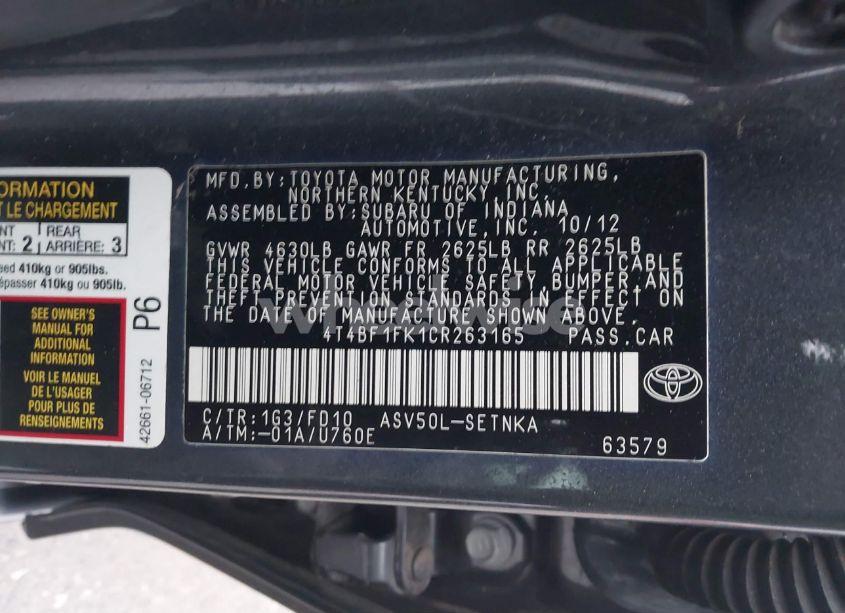 ORMATION
T LE CHARGEMENT
NT REAR
NT: 2 ARRIÈRE: 3
eed 410kg or 905lbs.
épasser 410kg ou 905lb.
SEE OWNER'S
MANUAL FOR
ADDITIONAL
INFORMATION
VOIR LE MANUEL
DE L'USAGER
POUR PLUS DE
RENSEIGNEMENTS
P6
42661-06712
MFD.BY:TOYOTA MOTOR MANUFACTURING,
NORTHERN KENTUCKY,INC
ASSEMBLED BY:SUBARU OF INDIANA
AUTOMOTIVE,INC. 10/12
GVWR 4630LB GAWR FR 2625LB RR 2625LB
THIS VEHICLE CONFORMS TO ALL APPLICABLE
FEDERAL MOTOR VEHICLE SAFETY,BUMPER,AND
THEFT PREVENTION STANDARDS IN EFFECT ON
THE DATE OF MANUFACTURE SHOWN ABOVE.
4T4BF1FK1CR263165 PASS.CAR
C/TR:1G3/FD10 ASV50L-SETNKA
A/TM:-01A/U760E
63579